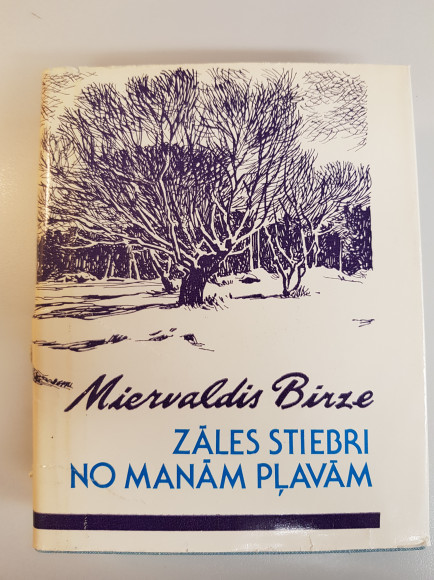 Miervaldis Birze
ZĀLES STIEBRI
NO MANĀM PĻAVĀM